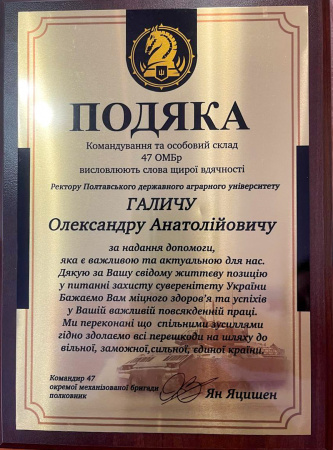 ПОДЯКА
Командування та особовий склад
47 ОМБр
висловлюють слова щирої вдячності
Ректору Полтавського державного аграрного університету
ГАЛИЧУ
Олександру Анатолійовичу
за надання допомоги,
яка є важливою та актуальною для нас.
Дякую за Вашу свідому життєву позицію
у питанні захисту суверенітету України
Бажаємо Вам міцного здоров'я та успіхів
у Вашій важливій повсякденній праці.
Ми переконані що спільними зусиллями
гідно здолаємо всі перешкоди на шляху до
вільної, заможної,сильної, єдиної країни.
Командир 47
окремої механізованої бригади
полковник
Ян Яцишен